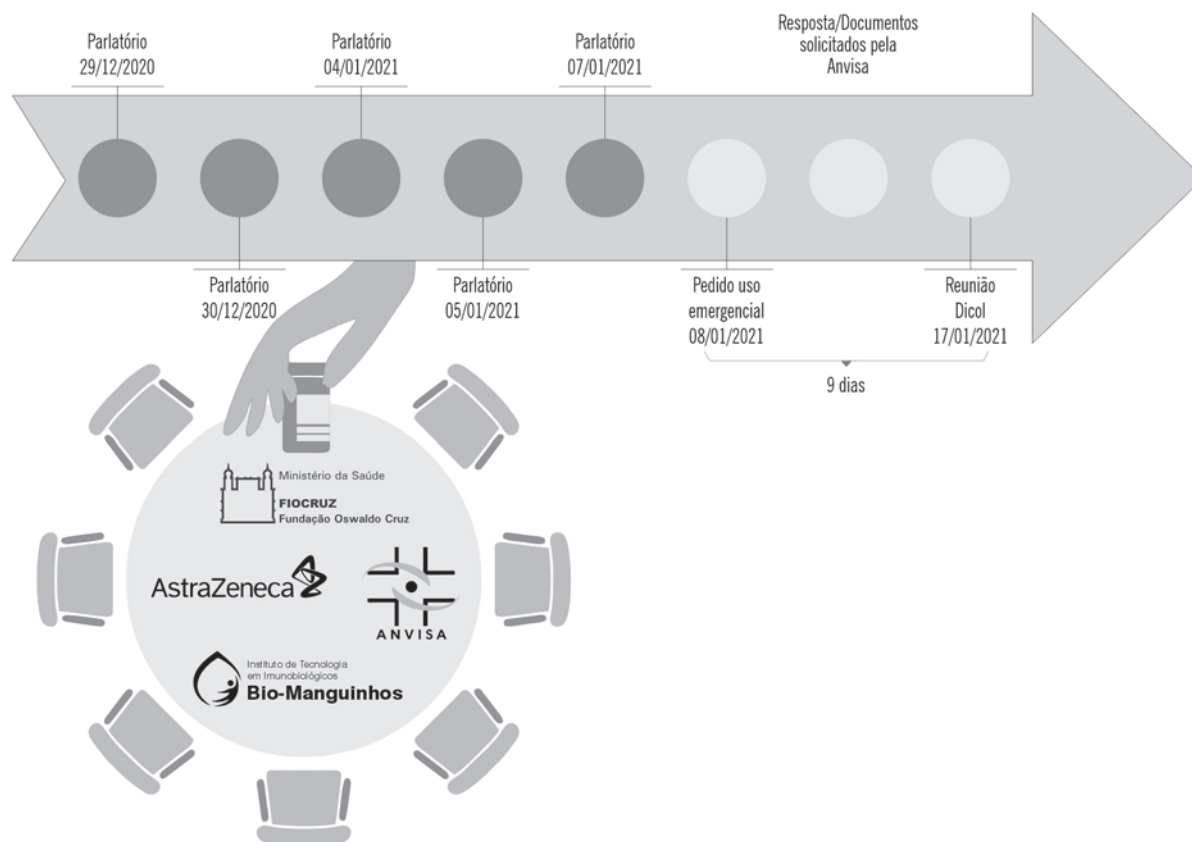 Parlatório
29/12/2020
Parlatório
04/01/2021
Parlatório
07/01/2021
Resposta/Documentos
solicitados pela
Anvisa
Parlatório
30/12/2020
Parlatório
05/01/2021
Pedido uso
emergencial
08/01/2021
Reunião
Dicol
17/01/2021
9 dias
Ministério da Saúde
FIOCRUZ
Fundação Oswaldo Cruz
AstraZeneca
ANVISA
Instituto de Tecnologia
em Imunobiológicos
Bio-Manguinhos